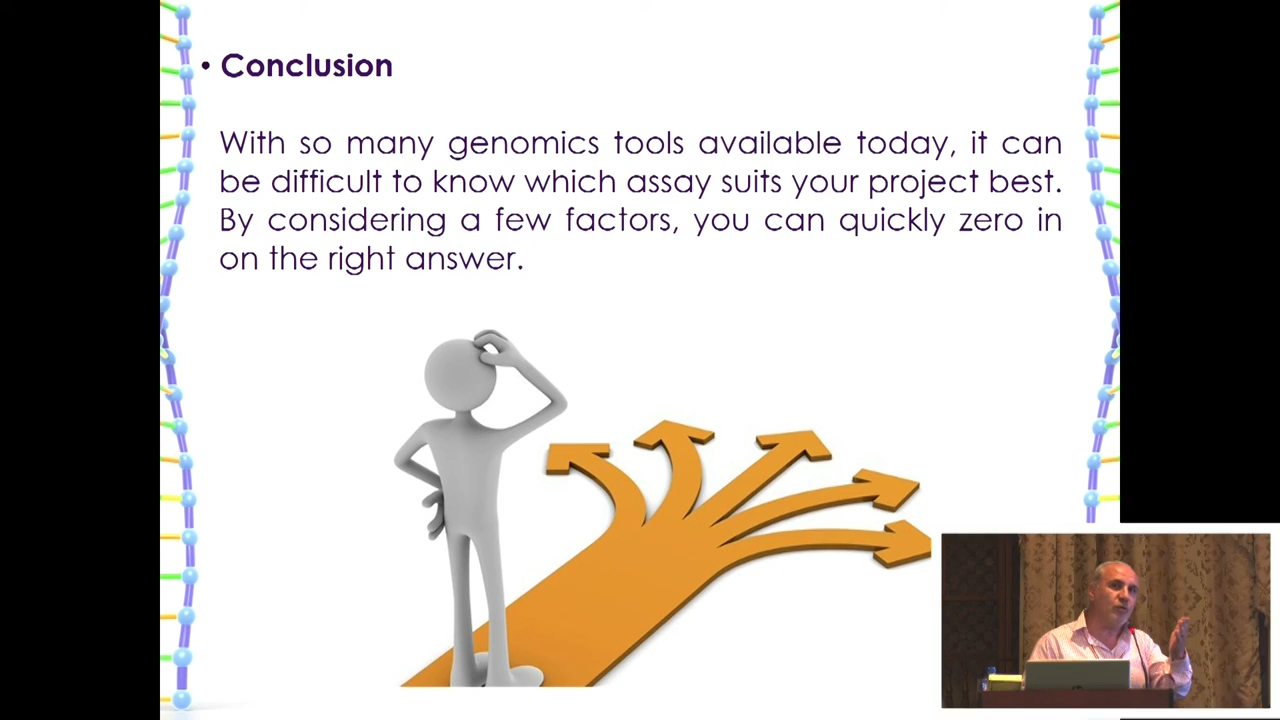 • Conclusion
With so many genomics tools available today, it can
be difficult to know which assay suits your project best.
By considering a few factors, you can quickly zero in
on the right answer.